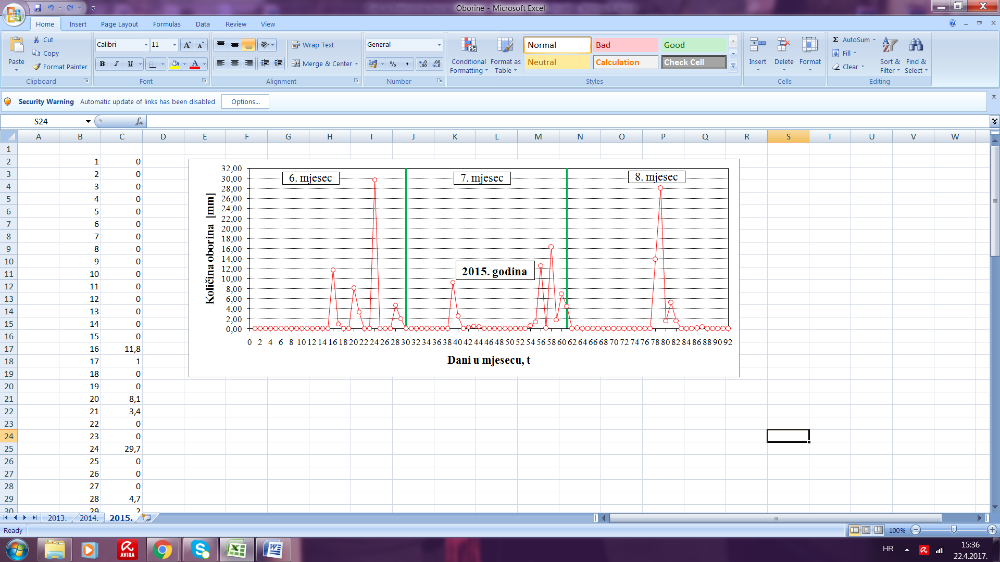 Oborine - Microsoft Excel
Home Insert Page Layout Formulas Data Review View
Paste Cut Copy Format Painter Clipboard
Calibri 11 B I U A Font
Wrap Text Merge & Center Alignment
General % Number
Conditional Formatting Format as Table
Normal Bad Good
Neutral Calculation Check Cell
Styles
Insert Delete Format Cells
Σ AutoSum Fill Clear Sort & Filter Find & Select Editing
Security Warning Automatic update of links has been disabled Options...
S24 fx
A B C D E F G H I J K L M N O P Q R S T U V W
1
2 1 0
3 2 0
4 3 0
5 4 0
6 5 0
7 6 0
8 7 0
9 8 0
10 9 0
11 10 0
12 11 0
13 12 0
14 13 0
15 14 0
16 15 0
17 16 11,8
18 17 1
19 18 0
20 19 0
21 20 8,1
22 21 3,4
23 22 0
24 23 0
25 24 29,7
26 25 0
27 26 0
28 27 0
29 28 4,7
30 29 2
Količina oborina [mm]
32,00
30,00
28,00
26,00
24,00
22,00
20,00
18,00
16,00
14,00
12,00
10,00
8,00
6,00
4,00
2,00
0,00
6. mjesec 7. mjesec 8. mjesec
2015. godina
0 2 4 6 8 10 12 14 16 18 20 22 24 26 28 30 32 34 36 38 40 42 44 46 48 50 52 54 56 58 60 62 64 66 68 70 72 74 76 78 80 82 84 86 88 90 92
Dani u mjesecu, t
2013. 2014. 2015.
Ready 100%
AVIRA
HR 15:36
22.4.2017.